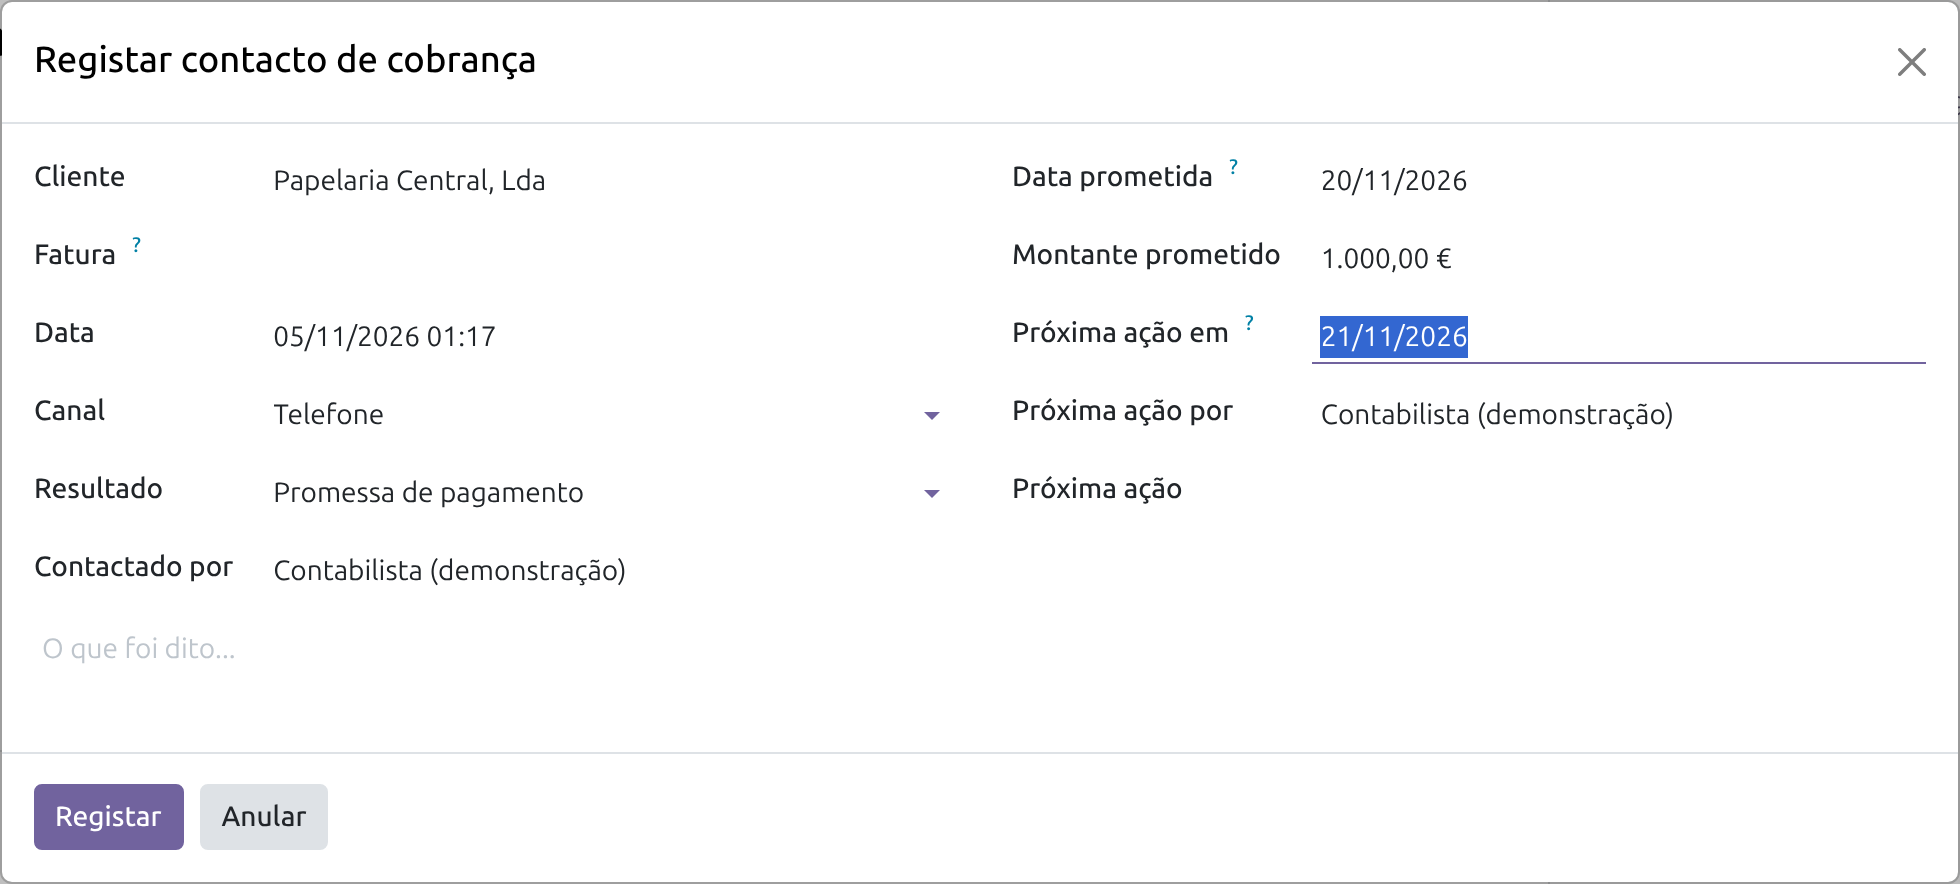 Registar contacto de cobrança
Cliente Papelaria Central, Lda
Fatura ?
Data 05/11/2026 01:17
Canal Telefone
Resultado Promessa de pagamento
Contactado por Contabilista (demonstração)
O que foi dito...
Data prometida ? 20/11/2026
Montante prometido 1.000,00 €
Próxima ação em ? 21/11/2026
Próxima ação por Contabilista (demonstração)
Próxima ação
Registar Anular